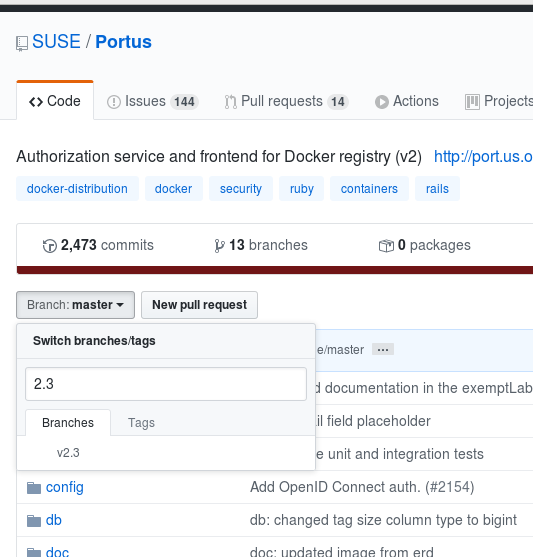 SUSE / Portus
Code Issues 144 Pull requests 14 Actions Projects
Authorization service and frontend for Docker registry (v2) http://port.us.o
docker-distribution docker security ruby containers rails
2,473 commits 13 branches 0 packages
Branch: master New pull request
Switch branches/tags
e/master ...
2.3
d documentation in the exemptLab
Branches Tags
il field placeholder
v2.3
e unit and integration tests
config Add OpenID Connect auth. (#2154)
db db: changed tag size column type to bigint
doc doc: updated image from erd